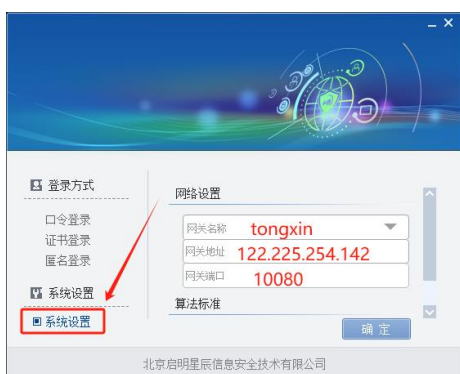 登录方式
口令登录
证书登录
匿名登录
系统设置
系统设置
网络设置
网关名称 tongxin
网关地址 122.225.254.142
网关端口 10080
算法标准
确 定
北京启明星辰信息安全技术有限公司